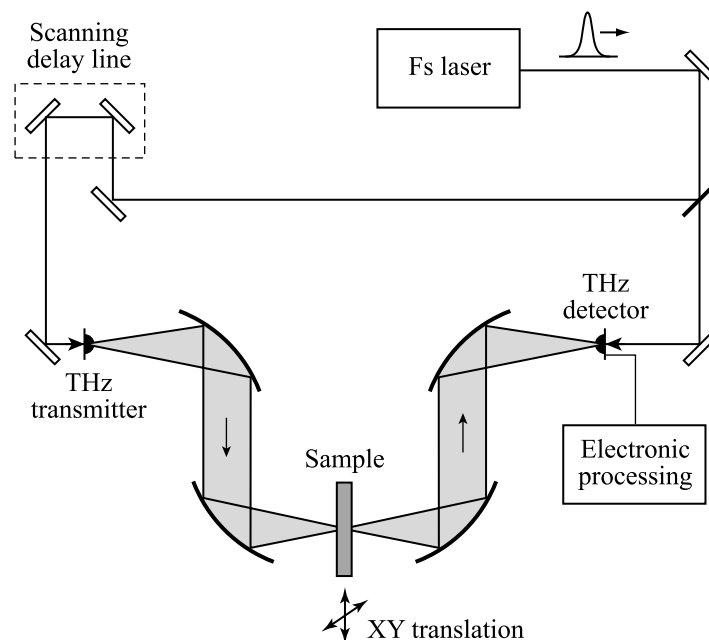 Scanning
delay line
Fs laser
THz
detector
THz
transmitter
Electronic
processing
Sample
XY translation